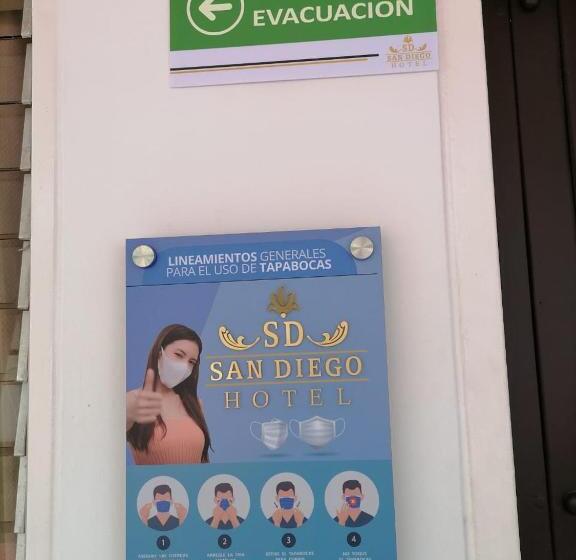 EVACUACIÓN
SD
SAN DIEGO
HOTEL
LINEAMIENTOS GENERALES
PARA EL USO DE TAPABOCAS
SD
SAN DIEGO
HOTEL
1
2
3
4